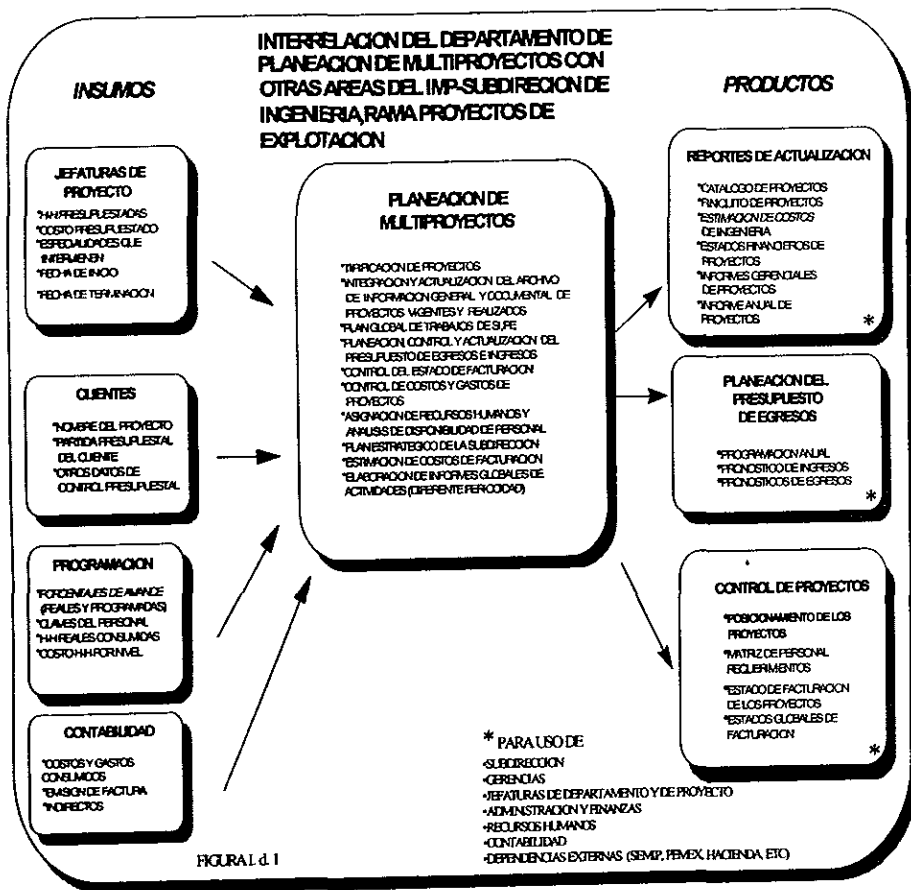 INTERRELACION DEL DEPARTAMENTO DE
PLANEACION DE MULTIPROYECTOS CON
OTRAS AREAS DEL IMP-SUBDIRECION DE
INGENIERIA, RAMA PROYECTOS DE
EXPLOTACION
INSUMOS
JEFATURAS DE
PROYECTO
*HH PRESUPUESTADAS
*COSTO PRESUPUESTADO
*ESPECIALIDADES QUE
INTERVIENEN
*FECHA DE INICIO
*FECHA DE TERMINACION
CLIENTES
*NOMBRE DEL PROYECTO
*PARTIDA PRESUPUESTAL
DEL CLIENTE
*OTROS DATOS DE
CONTROL PRESUPUESTAL
PROGRAMACION
*PORCENTAJES DE AVANCE
(REALES Y PROGRAMADAS)
*CLAVES DEL PERSONAL
*HH REALES CONSUMIDAS
*COSTO HH POR NIVEL
CONTABILIDAD
*COSTOS Y GASTOS
CONSUMIDOS
*EMISION DE FACTURA
*INDIRECTOS
PLANEACION DE
MULTIPROYECTOS
*TIPIFICACION DE PROYECTOS
*INTEGRACION Y ACTUALIZACION DEL ARCHIVO
DE INFORMACION GENERAL Y DOCUMENTAL DE
PROYECTOS VIGENTES Y REALIZADOS
*PLAN GLOBAL DE TRABAJOS DE SI,PE
*PLANEACION, CONTROL Y ACTUALIZACION DEL
PRESUPUESTO DE EGRESOS E INGRESOS
*CONTROL DEL ESTADO DE FACTURACION
*CONTROL DE COSTOS Y GASTOS DE
PROYECTOS
*ASIGNACION DE RECURSOS HUMANOS Y
ANALISIS DE DISPONIBILIDAD DE PERSONAL
*PLAN ESTRATEGICO DE LA SUBDIRECCION
*ESTIMACION DE COSTOS DE FACTURACION
*ELABORACION DE INFORMES GLOBALES DE
ACTIVIDADES (DIFERENTE PERIOCIDAD)
PRODUCTOS
REPORTES DE ACTUALIZACION
*CATALOGO DE PROYECTOS
*FINIQUITO DE PROYECTOS
*ESTIMACION DE COSTOS
DE INGENIERIA
*ESTADOS FINANCIEROS DE
PROYECTOS
*INFORMES GERENCIALES
DE PROYECTOS
*INFORME ANUAL DE
PROYECTOS
*
PLANEACION DEL
PRESUPUESTO
DE EGRESOS
*PROGRAMACION ANUAL
*PRONOSTICO DE INGRESOS
*PRONOSTICOS DE EGRESOS
*
CONTROL DE PROYECTOS
*POSICIONAMIENTO DE LOS
PROYECTOS
*MATRIZ DE PERSONAL
REQUERIMIENTOS
*ESTADO DE FACTURACION
DE LOS PROYECTOS
*ESTADOS GLOBALES DE
FACTURACION
*
* PARA USO DE
•SUBDIRECCION
•GERENCIAS
•JEFATURAS DE DEPARTAMENTO Y DE PROYECTO
•ADMINISTRACION Y FINANZAS
•RECURSOS HUMANOS
•CONTABILIDAD
•DEPENDENCIAS EXTERNAS (SEMIP, PEMEX, HACIENDA, ETC)
FIGURA I. d. 1